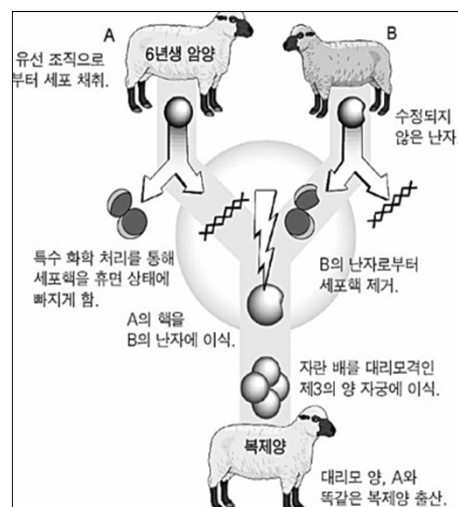 A
B
6년생 암양
유선 조직으로
부터 세포 채취.
수정되지
않은 난자.
특수 화학 처리를 통해
세포핵을 휴면 상태에
빠지게 함.
B의 난자로부터
세포핵 제거.
A의 핵을
B의 난자에 이식.
자란 배를 대리모격인
제3의 양 자궁에 이식.
복제양
대리모 양, A와
똑같은 복제양 출산.